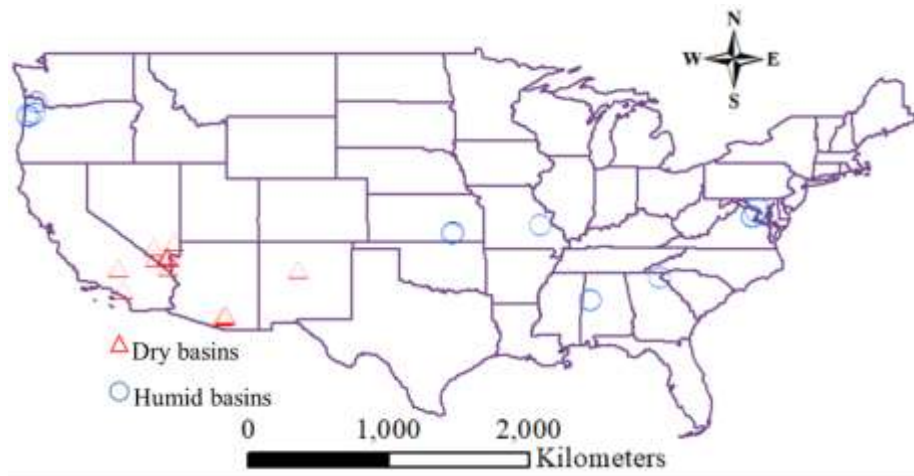 N
W E
S
Dry basins
Humid basins
0 1,000 2,000
Kilometers